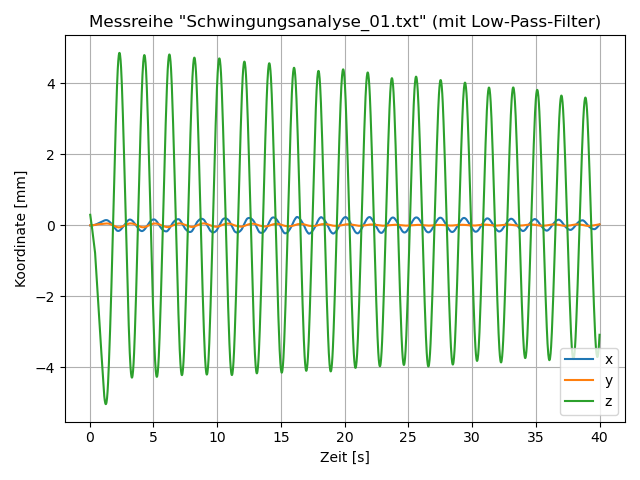 Messreihe "Schwingungsanalyse_01.txt" (mit Low-Pass-Filter)
Koordinate [mm]
4
2
0
−2
−4
0 5 10 15 20 25 30 35 40
Zeit [s]
x
y
z